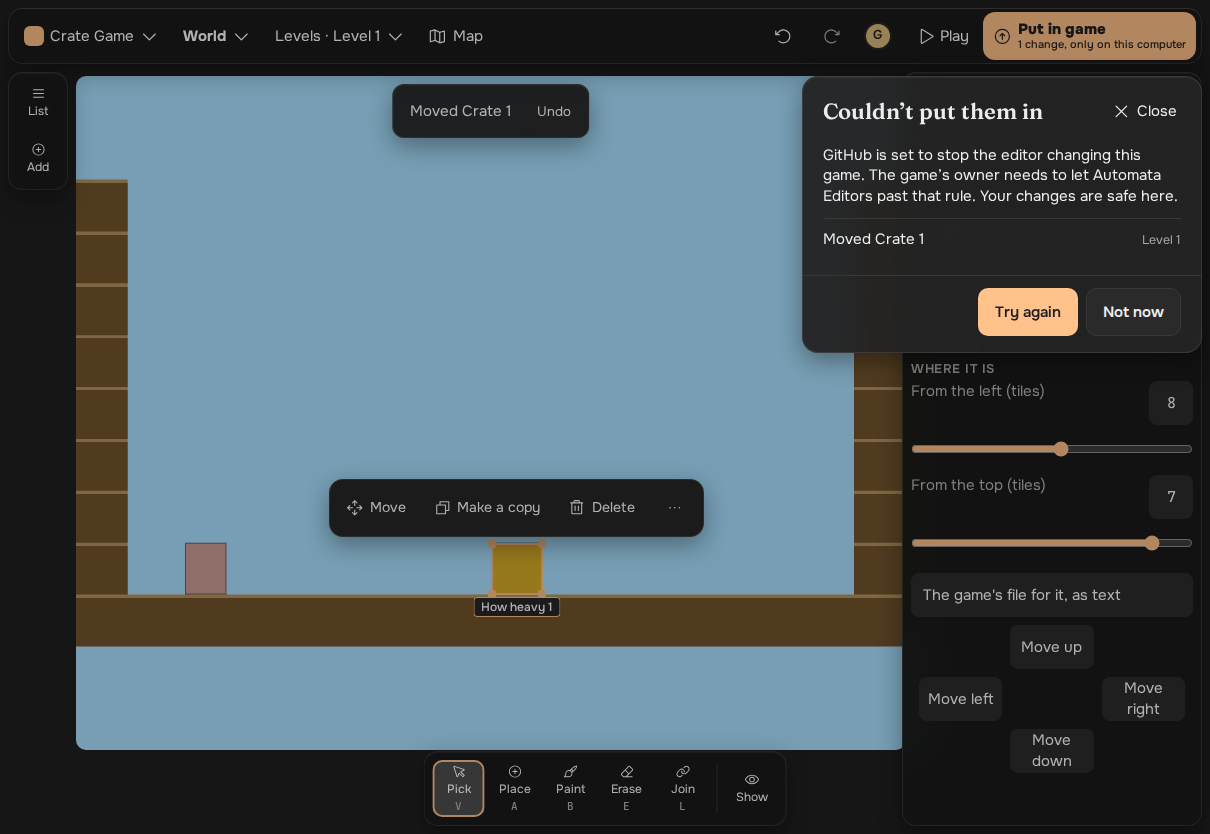 Crate Game
World
Levels · Level 1
Map
G
Play
Put in game
1 change, only on this computer
List
Add
Moved Crate 1
Undo
Couldn’t put them in
Close
GitHub is set to stop the editor changing this
game. The game’s owner needs to let Automata
Editors past that rule. Your changes are safe here.
Moved Crate 1
Level 1
Try again
Not now
WHERE IT IS
From the left (tiles)
8
From the top (tiles)
7
Move
Make a copy
Delete
···
How heavy 1
The game's file for it, as text
Move up
Move left
Move
right
Move
down
Pick
V
Place
A
Paint
B
Erase
E
Join
L
Show